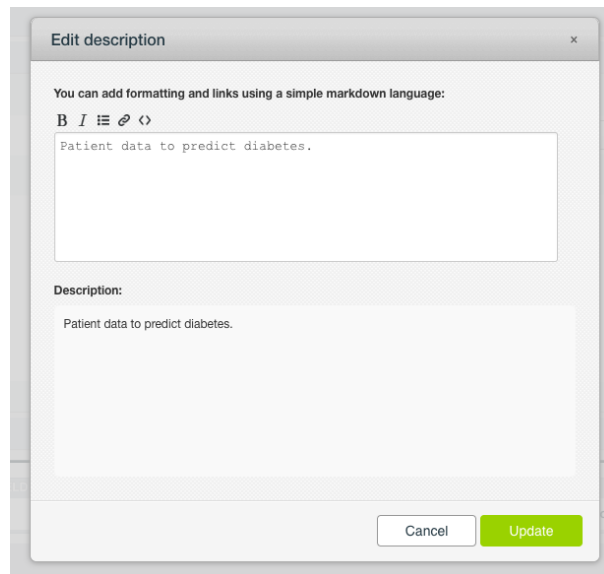 Edit description
×
You can add formatting and links using a simple markdown language:
B I <>
Patient data to predict diabetes.
Description:
Patient data to predict diabetes.
Cancel Update